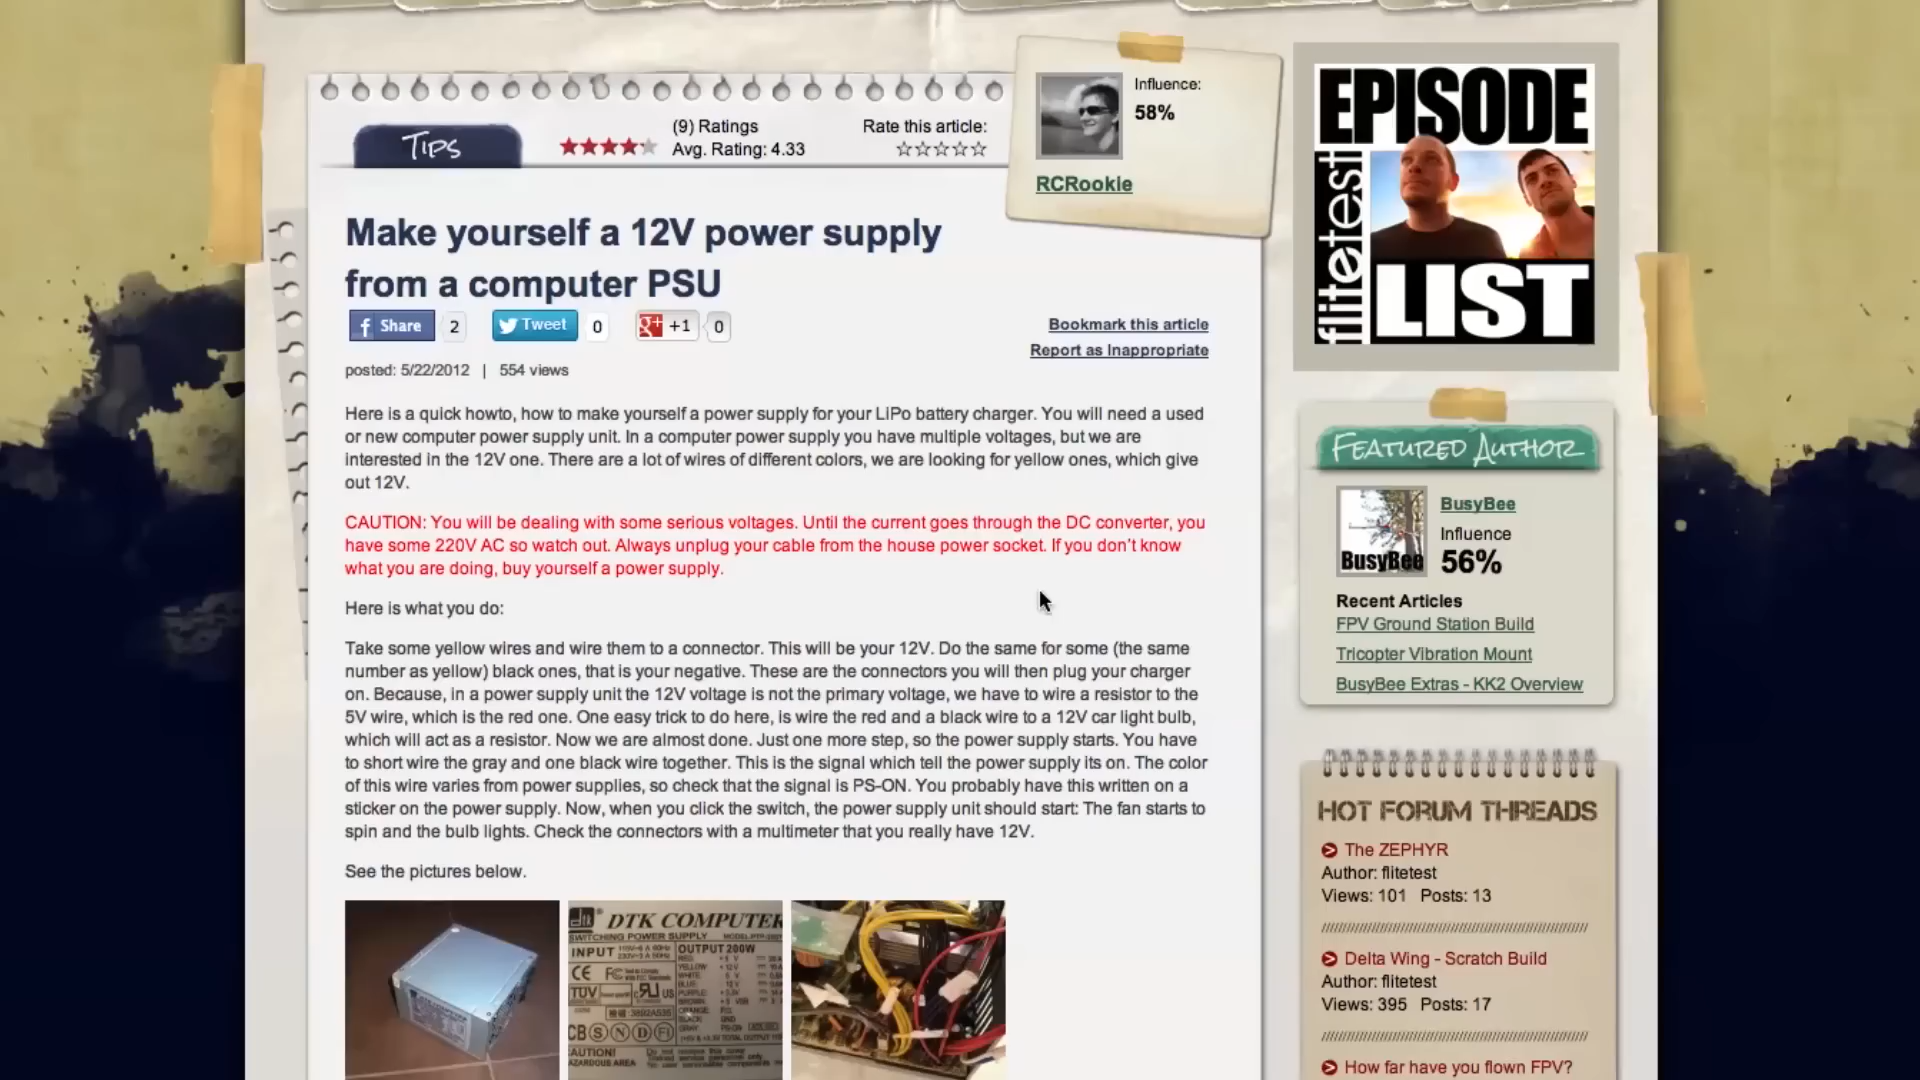 Tips
(9) Ratings
Avg. Rating: 4.33
Rate this article:
Influence:
58%
RCRookie
Make yourself a 12V power supply
from a computer PSU
Share 2 Tweet 0 +1 0
Bookmark this article
Report as Inappropriate
posted: 5/22/2012 | 554 views
Here is a quick howto, how to make yourself a power supply for your LiPo battery charger. You will need a used
or new computer power supply unit. In a computer power supply you have multiple voltages, but we are
interested in the 12V one. There are a lot of wires of different colors, we are looking for yellow ones, which give
out 12V.
CAUTION: You will be dealing with some serious voltages. Until the current goes through the DC converter, you
have some 220V AC so watch out. Always unplug your cable from the house power socket. If you don't know
what you are doing, buy yourself a power supply.
Here is what you do:
Take some yellow wires and wire them to a connector. This will be your 12V. Do the same for some (the same
number as yellow) black ones, that is your negative. These are the connectors you will then plug your charger
on. Because, in a power supply unit the 12V voltage is not the primary voltage, we have to wire a resistor to the
5V wire, which is the red one. One easy trick to do here, is wire the red and a black wire to a 12V car light bulb,
which will act as a resistor. Now we are almost done. Just one more step, so the power supply starts. You have
to short wire the gray and one black wire together. This is the signal which tell the power supply its on. The color
of this wire varies from power supplies, so check that the signal is PS-ON. You probably have this written on a
sticker on the power supply. Now, when you click the switch, the power supply unit should start: The fan starts to
spin and the bulb lights. Check the connectors with a multimeter that you really have 12V.
See the pictures below.
dtk DTK COMPUTER
SWITCHING POWER SUPPLY
INPUT
OUTPUT 200W
EPISODE
flitetest
LIST
Featured Author
BusyBee
BusyBee
Influence
56%
Recent Articles
FPV Ground Station Build
Tricopter Vibration Mount
BusyBee Extras - KK2 Overview
HOT FORUM THREADS
The ZEPHYR
Author: flitetest
Views: 101 Posts: 13
Delta Wing - Scratch Build
Author: flitetest
Views: 395 Posts: 17
How far have you flown FPV?